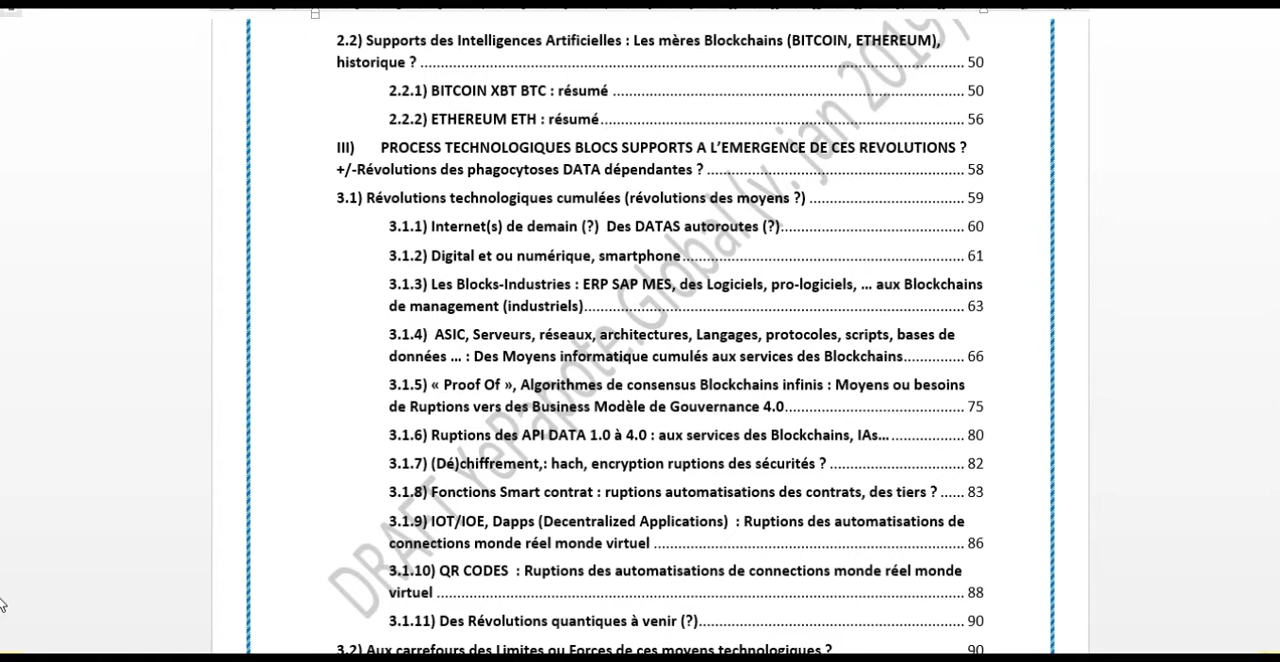 2.2) Supports des Intelligences Artificielles : Les mères Blockchains (BITCOIN, ETHEREUM),
historique ? ........ 50
2.2.1) BITCOIN XBT BTC : résumé ........ 50
2.2.2) ETHEREUM ETH : résumé ........ 56
III) PROCESS TECHNOLOGIQUES BLOCS SUPPORTS A L’EMERGENCE DE CES REVOLUTIONS ?
+/-Révolutions des phagocytoses DATA dépendantes ? ........ 58
3.1) Révolutions technologiques cumulées (révolutions des moyens ?) ........ 59
3.1.1) Internet(s) de demain (?) Des DATAS autoroutes (?)........ 60
3.1.2) Digital et ou numérique, smartphone........ 61
3.1.3) Les Blocks-Industries : ERP SAP MES, des Logiciels, pro-logiciels, … aux Blockchains
de management (industriels)........ 63
3.1.4) ASIC, Serveurs, réseaux, architectures, Langages, protocoles, scripts, bases de
données … : Des Moyens informatique cumulés aux services des Blockchains........ 66
3.1.5) « Proof Of », Algorithmes de consensus Blockchains infinis : Moyens ou besoins
de Ruptions vers des Business Modèle de Gouvernance 4.0........ 75
3.1.6) Ruptions des API DATA 1.0 à 4.0 : aux services des Blockchains, IAs... ........ 80
3.1.7) (Dé)chiffrement,: hach, encryption ruptions des sécurités ? ........ 82
3.1.8) Fonctions Smart contrat : ruptions automatisations des contrats, des tiers ? ...... 83
3.1.9) IOT/IOE, Dapps (Decentralized Applications) : Ruptions des automatisations de
connections monde réel monde virtuel ........ 86
3.1.10) QR CODES : Ruptions des automatisations de connections monde réel monde
virtuel ........ 88
3.1.11) Des Révolutions quantiques à venir (?)........ 90
3.2) Aux carrefours des Limites ou Forces de ces moyens technologiques ? ........ 90
DRAFT YePapote.Global (v. jan 2019)